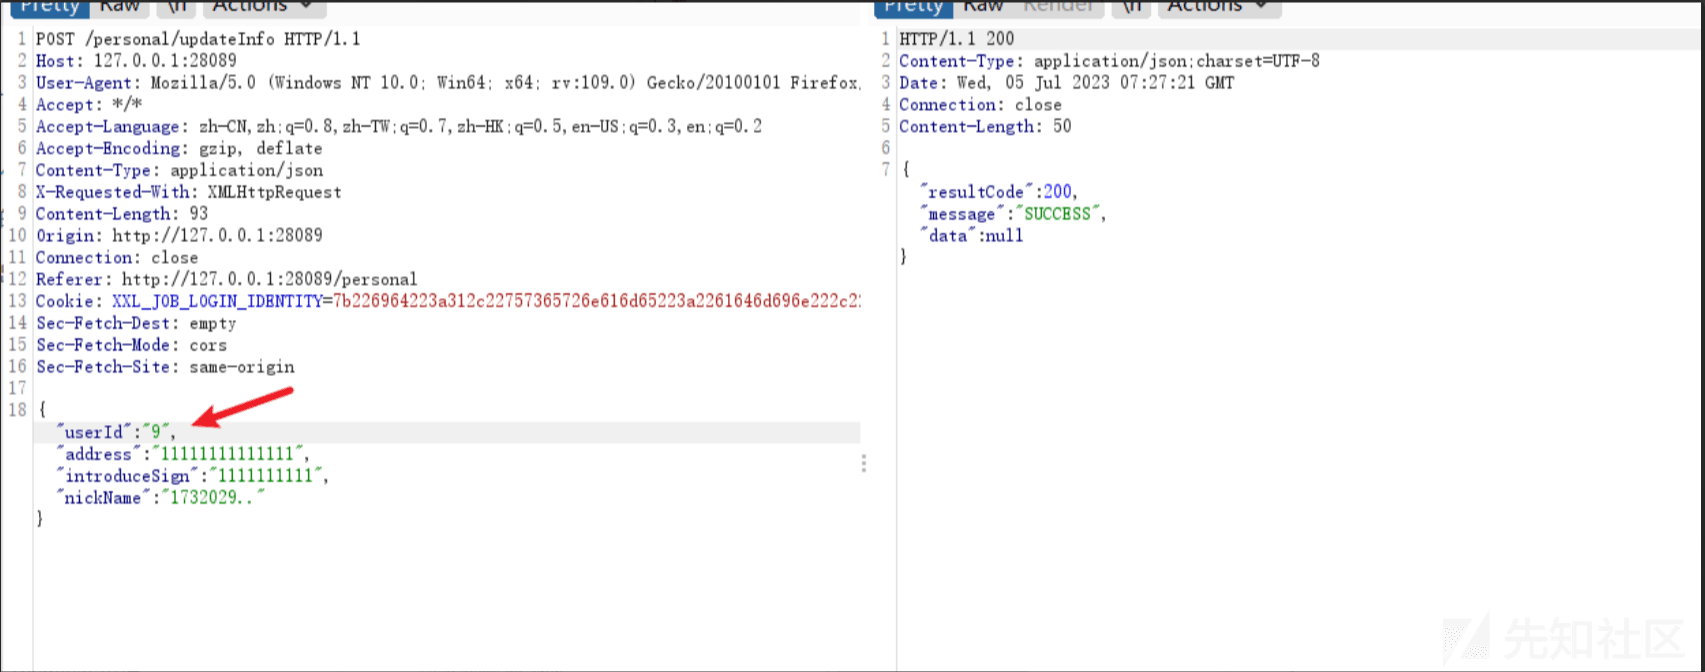 Pretty Raw \n Actions
1 POST /personal/updateInfo HTTP/1.1
2 Host: 127.0.0.1:28089
3 User-Agent: Mozilla/5.0 (Windows NT 10.0; Win64; x64; rv:109.0) Gecko/20100101 Firefox
4 Accept: */*
5 Accept-Language: zh-CN,zh;q=0.8,zh-TW;q=0.7,zh-HK;q=0.5,en-US;q=0.3,en;q=0.2
6 Accept-Encoding: gzip, deflate
7 Content-Type: application/json
8 X-Requested-With: XMLHttpRequest
9 Content-Length: 93
10 Origin: http://127.0.0.1:28089
11 Connection: close
12 Referer: http://127.0.0.1:28089/personal
13 Cookie: XXL_JOB_LOGIN_IDENTITY=7b226964223a312c22757365726e616d65223a2261646d696e222c2
14 Sec-Fetch-Dest: empty
15 Sec-Fetch-Mode: cors
16 Sec-Fetch-Site: same-origin
17
18 {
"userId":"9",
"address":"11111111111111",
"introduceSign":"1111111111",
"nickName":"1732029.."
}
Pretty Raw Render \n Actions
1 HTTP/1.1 200
2 Content-Type: application/json;charset=UTF-8
3 Date: Wed, 05 Jul 2023 07:27:21 GMT
4 Connection: close
5 Content-Length: 50
6
7 {
"resultCode":200,
"message":"SUCCESS",
"data":null
}
先知社区